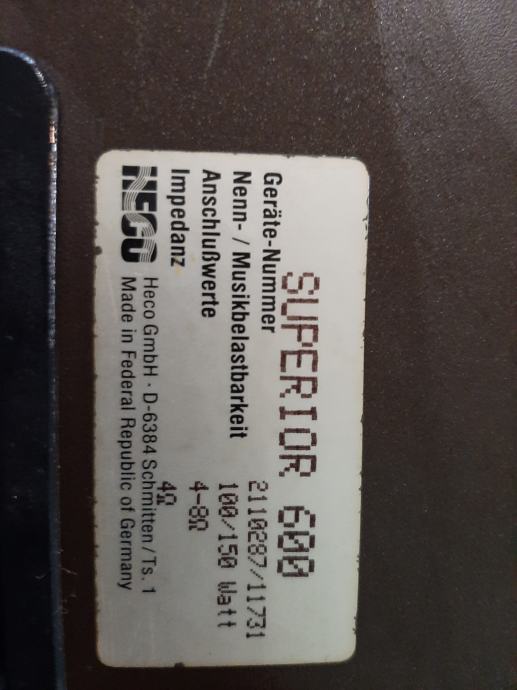 SUPERIOR 600
Geräte-Nummer 2110287/11731
Nenn- / Musikbelastbarkeit 100/150 Watt
Anschlußwerte 4-8Ω
Impedanz 4Ω
HECO Heco GmbH · D-6384 Schmitten / Ts. 1
Made in Federal Republic of Germany